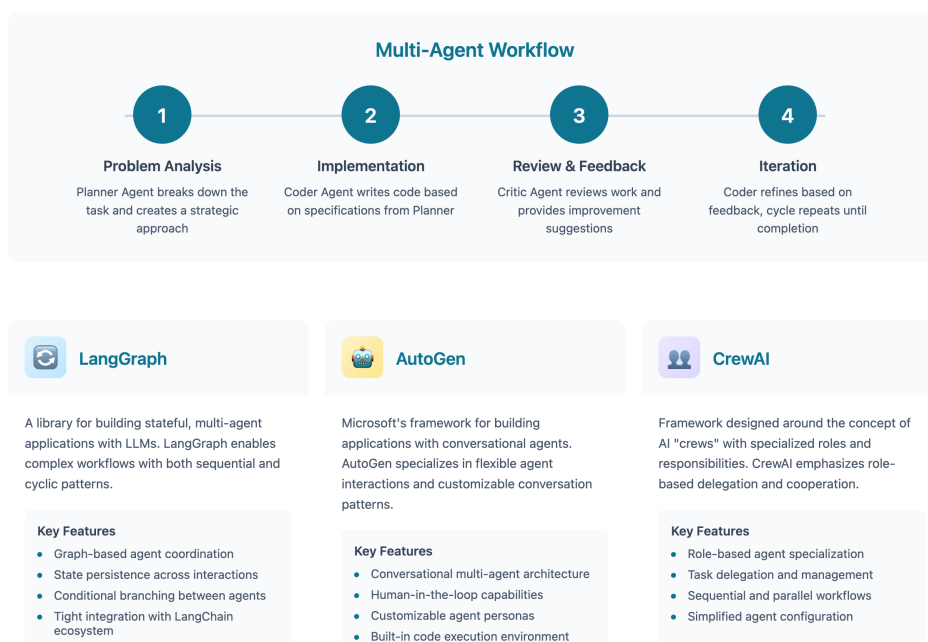 Multi-Agent Workflow
1
2
3
4
Problem Analysis
Planner Agent breaks down the
task and creates a strategic
approach
Implementation
Coder Agent writes code based
on specifications from Planner
Review & Feedback
Critic Agent reviews work and
provides improvement
suggestions
Iteration
Coder refines based on
feedback, cycle repeats until
completion
LangGraph
A library for building stateful, multi-agent
applications with LLMs. LangGraph enables
complex workflows with both sequential and
cyclic patterns.
Key Features
Graph-based agent coordination
State persistence across interactions
Conditional branching between agents
Tight integration with LangChain
ecosystem
AutoGen
Microsoft's framework for building
applications with conversational agents.
AutoGen specializes in flexible agent
interactions and customizable conversation
patterns.
Key Features
Conversational multi-agent architecture
Human-in-the-loop capabilities
Customizable agent personas
Built-in code execution environment
CrewAI
Framework designed around the concept of
AI "crews" with specialized roles and
responsibilities. CrewAI emphasizes role-
based delegation and cooperation.
Key Features
Role-based agent specialization
Task delegation and management
Sequential and parallel workflows
Simplified agent configuration